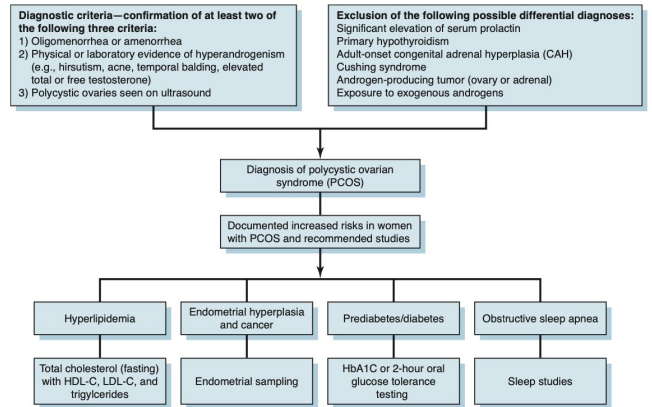 Diagnostic criteria—confirmation of at least two of
the following three criteria:
1) Oligomenorrhea or amenorrhea
2) Physical or laboratory evidence of hyperandrogenism
(e.g., hirsutism, acne, temporal balding, elevated
total or free testosterone)
3) Polycystic ovaries seen on ultrasound
Exclusion of the following possible differential diagnoses:
Significant elevation of serum prolactin
Primary hypothyroidism
Adult-onset congenital adrenal hyperplasia (CAH)
Cushing syndrome
Androgen-producing tumor (ovary or adrenal)
Exposure to exogenous androgens
Diagnosis of polycystic ovarian
syndrome (PCOS)
Documented increased risks in women
with PCOS and recommended studies
Hyperlipidemia
Endometrial hyperplasia
and cancer
Prediabetes/diabetes
Obstructive sleep apnea
Total cholesterol (fasting)
with HDL-C, LDL-C, and
trigylcerides
Endometrial sampling
HbA1C or 2-hour oral
glucose tolerance
testing
Sleep studies